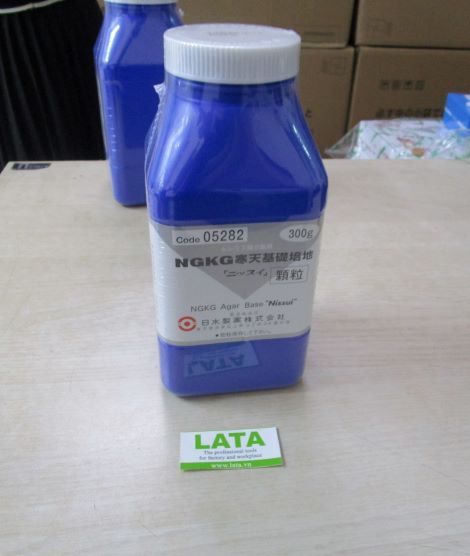 Code 05282
300g
NGKG寒天基礎培地
「ニッスイ」
顆粒
NGKG Agar Base "Nissui"
日水製薬株式会社
LATA
LATA
The professional tools
for factory and workplace
www.lata.vn